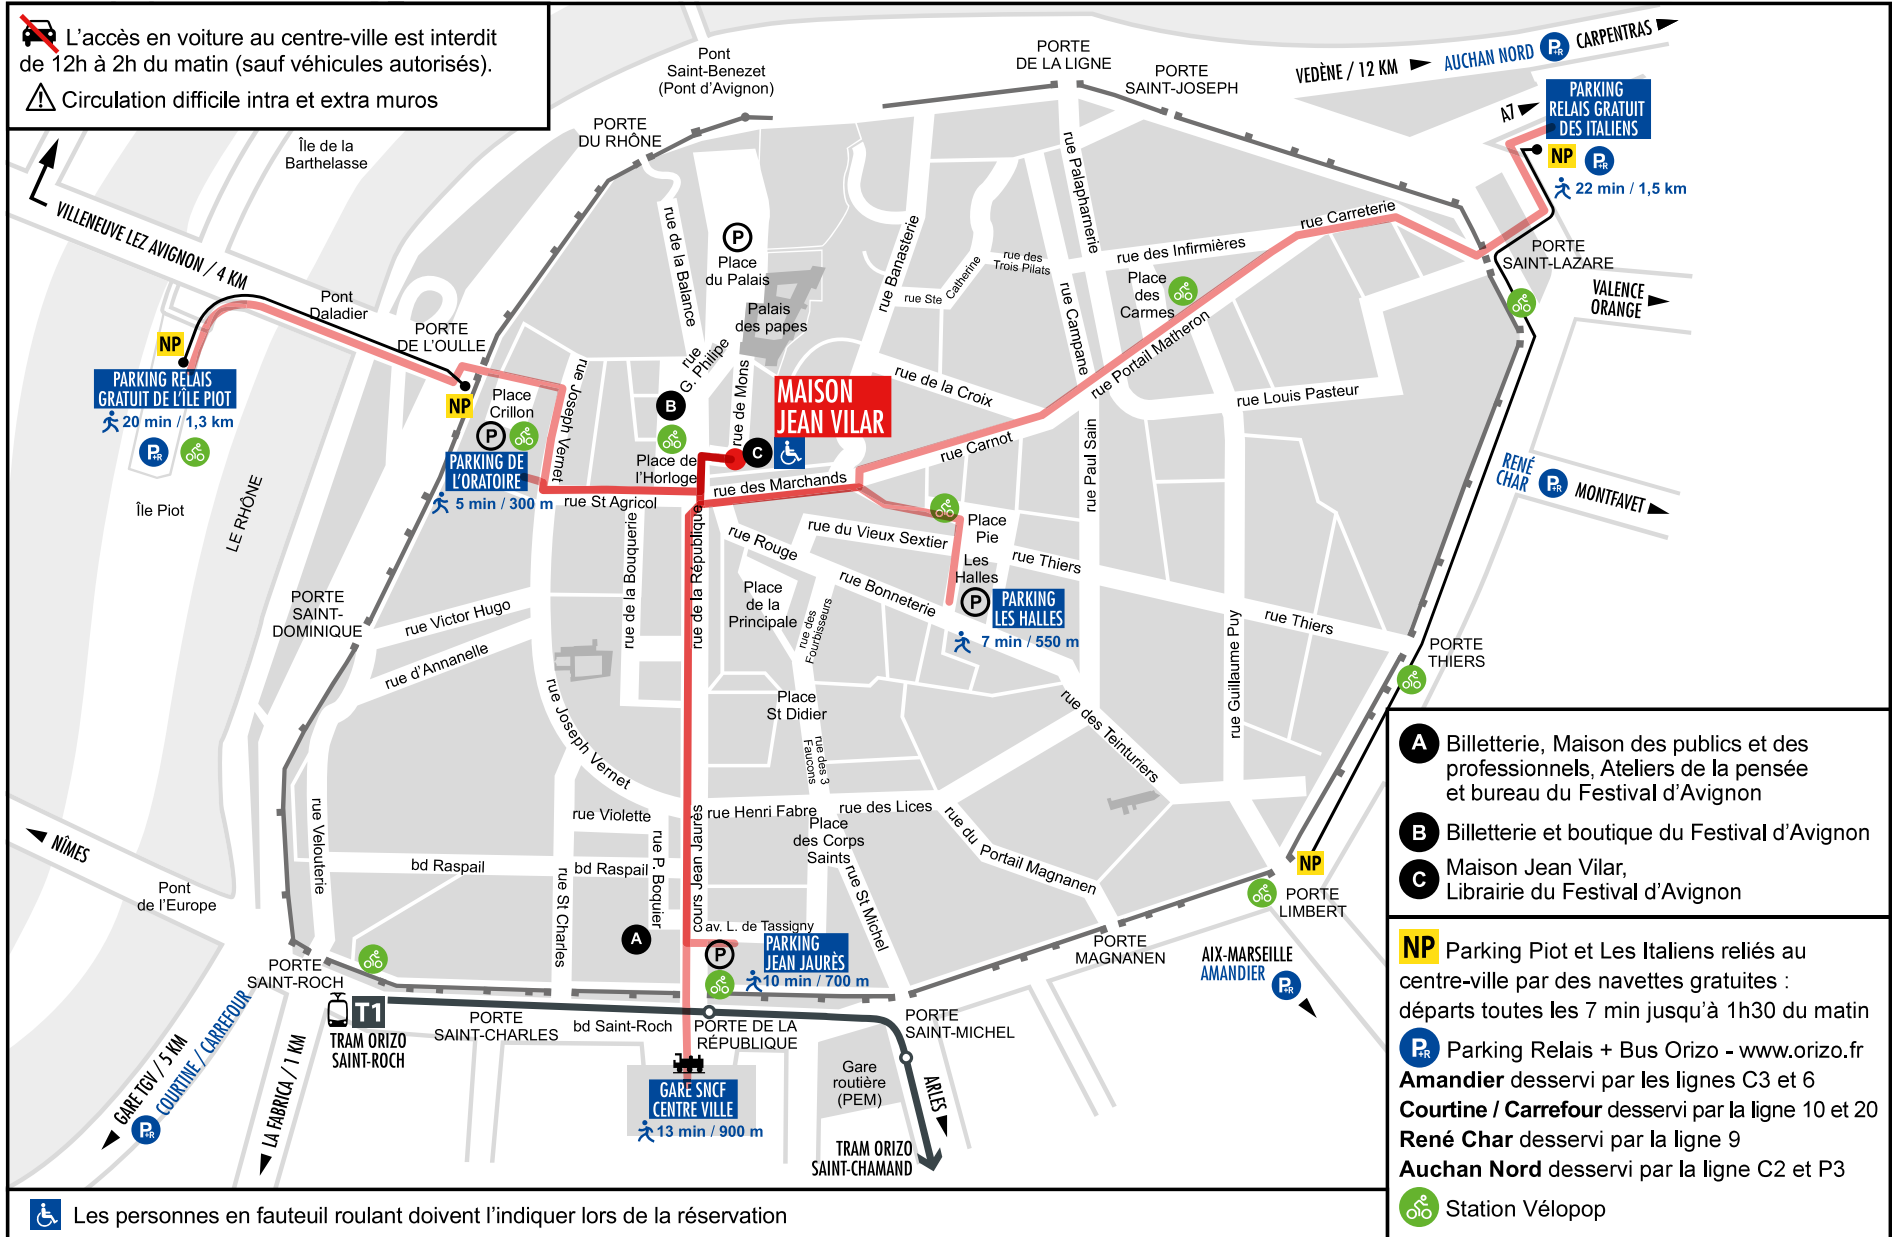 L'accès en voiture au centre-ville est interdit
de 12h à 2h du matin (sauf véhicules autorisés).
Circulation difficile intra et extra muros
Pont
Saint-Benezet
(Pont d'Avignon)
PORTE
DE LA LIGNE
PORTE
SAINT-JOSEPH
VEDÈNE / 12 KM
AUCHAN NORD
P+R
CARPENTRAS
A7
PARKING
RELAIS GRATUIT
DES ITALIENS
NP
P+R
22 min / 1,5 km
PORTE
DU RHÔNE
Île de la
Barthelasse
VILLENEUVE LEZ AVIGNON / 4 KM
Pont
Daladier
PORTE
DE L'OULLE
NP
PARKING RELAIS
GRATUIT DE L'ÎLE PIOT
20 min / 1,3 km
P+R
Île Piot
LE RHÔNE
NP
Place
Crillon
P
PARKING DE
L'ORATOIRE
5 min / 300 m
rue Joseph Vernet
rue St Agricol
rue de la Balance
P
Place
du Palais
Palais
des papes
rue
G. Philipe
rue de Mons
B
Place de
l'Horloge
MAISON
JEAN VILAR
C
rue des Marchands
rue Banasterie
rue Ste
Catherine
rue des
Trois Pilats
rue Palapharnerie
rue des Infirmières
rue Carreterie
Place
des
Carmes
rue Campane
rue Portail Matheron
rue de la Croix
rue Carnot
rue Louis Pasteur
rue Paul Sain
PORTE
SAINT-LAZARE
VALENCE
ORANGE
RENÉ
CHAR
P+R
MONTFAVET
PORTE
SAINT-
DOMINIQUE
rue Victor Hugo
rue d'Annanelle
rue de la Bouquerie
rue de la République
rue Rouge
rue du Vieux Sextier
Place
Pie
Les
Halles
P
PARKING
LES HALLES
7 min / 550 m
rue Thiers
rue Thiers
rue Bonneterie
Place
de la
Principale
rue des
Fourbisseurs
Place
St Didier
rue des 3
Faucons
rue Guillaume Puy
rue des Teinturiers
PORTE
THIERS
rue Joseph Vernet
rue Violette
rue Henri Fabre
rue des Lices
Place
des Corps
Saints
rue du Portail Magnanen
rue Velouterie
bd Raspail
bd Raspail
rue P. Boquier
cours Jean Jaurès
rue St Charles
rue St Michel
A
av. L. de Tassigny
P
PARKING
JEAN JAURÈS
10 min / 700 m
NP
PORTE
LIMBERT
PORTE
MAGNANEN
AIX-MARSEILLE
AMANDIER
P+R
NÎMES
Pont
de l'Europe
PORTE
SAINT-ROCH
T1
TRAM ORIZO
SAINT-ROCH
PORTE
SAINT-CHARLES
bd Saint-Roch
PORTE DE LA
RÉPUBLIQUE
PORTE
SAINT-MICHEL
GARE TGV / 5 KM
COURTINE / CARREFOUR
P+R
LA FABRICA / 1 KM
GARE SNCF
CENTRE VILLE
13 min / 900 m
Gare
routière
(PEM)
ARLES
TRAM ORIZO
SAINT-CHAMAND
A Billetterie, Maison des publics et des
professionnels, Ateliers de la pensée
et bureau du Festival d'Avignon
B Billetterie et boutique du Festival d'Avignon
C Maison Jean Vilar,
Librairie du Festival d'Avignon
NP Parking Piot et Les Italiens reliés au
centre-ville par des navettes gratuites :
départs toutes les 7 min jusqu'à 1h30 du matin
P+R Parking Relais + Bus Orizo - www.orizo.fr
Amandier desservi par les lignes C3 et 6
Courtine / Carrefour desservi par la ligne 10 et 20
René Char desservi par la ligne 9
Auchan Nord desservi par la ligne C2 et P3
Station Vélopop
Les personnes en fauteuil roulant doivent l'indiquer lors de la réservation